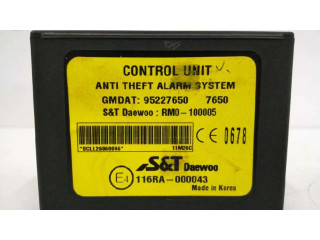 CONTROL UNIT
ANTI THEFT ALARM SYSTEM
GMDAT: 95227650 7650
S&T Daewoo : RMO-100005
CE 0678
S&T Daewoo
E4 116RA-000043
Made in Korea